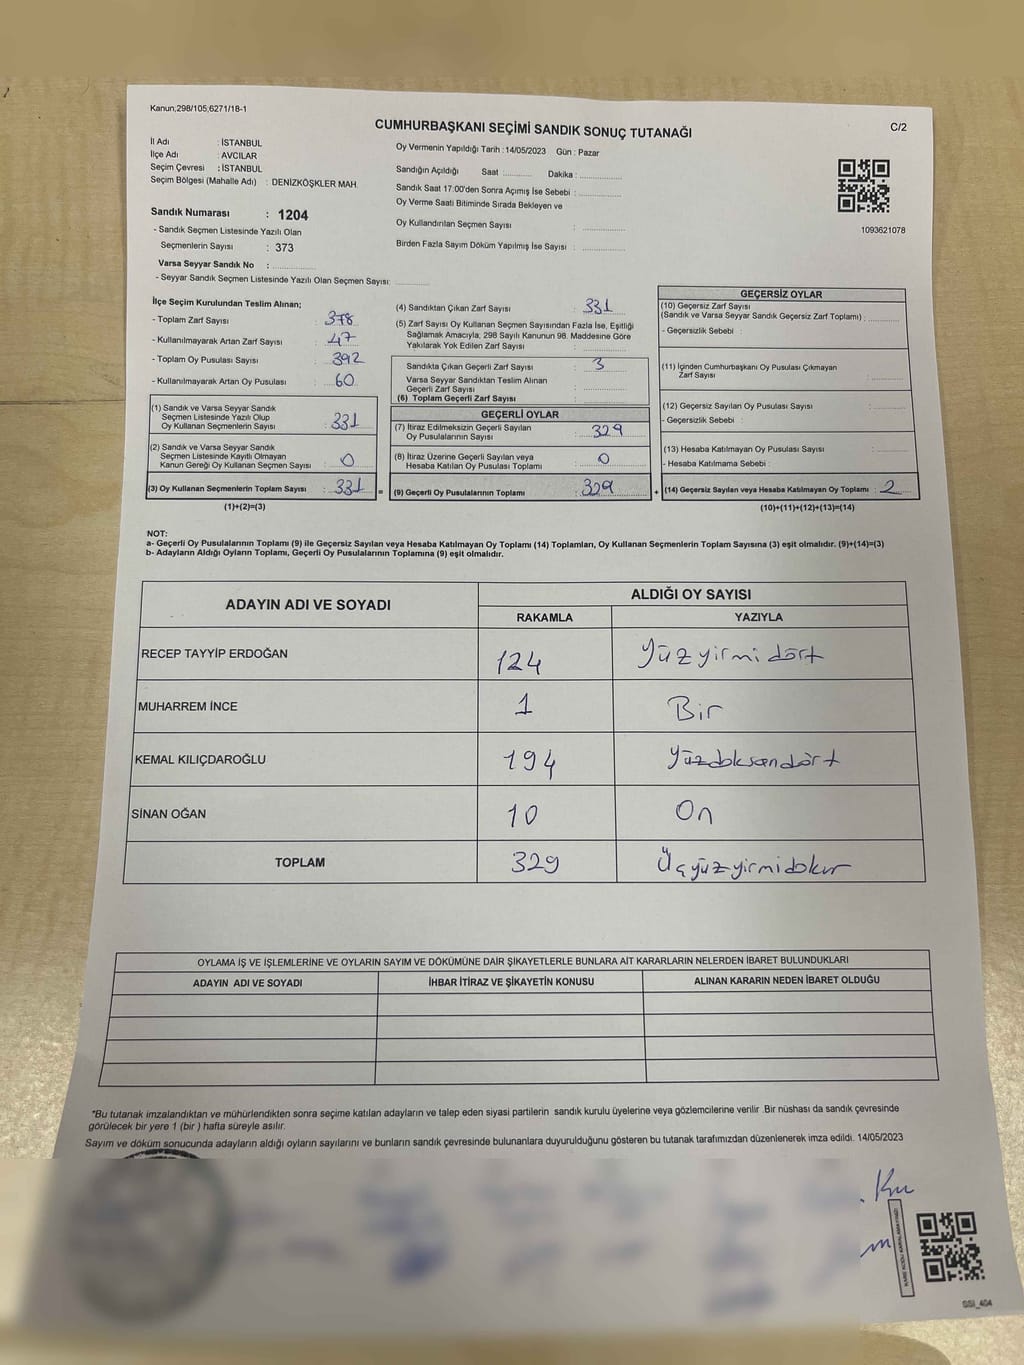 Kanun,298/105;6271/18-1
C/2
CUMHURBAŞKANI SEÇİMİ SANDIK SONUÇ TUTANAĞI
İl Adı : İSTANBUL
İlçe Adı : AVCILAR
Seçim Çevresi : İSTANBUL
Seçim Bölgesi (Mahalle Adı) : DENİZKÖŞKLER MAH.
Sandık Numarası : 1204
- Sandık Seçmen Listesinde Yazılı Olan
Seçmenlerin Sayısı : 373
Varsa Seyyar Sandık No :
- Seyyar Sandık Seçmen Listesinde Yazılı Olan Seçmen Sayısı:
Oy Vermenin Yapıldığı Tarih : 14/05/2023 Gün : Pazar
Sandığın Açıldığı Saat Dakika :
Sandık Saat 17:00'den Sonra Açımış İse Sebebi :
Oy Verme Saati Bitiminde Sırada Bekleyen ve
Oy Kullandırılan Seçmen Sayısı :
Birden Fazla Sayım Döküm Yapılmış İse Sayısı :
1093621078
İlçe Seçim Kurulundan Teslim Alınan;
- Toplam Zarf Sayısı : 378
- Kullanılmayarak Artan Zarf Sayısı : 47
- Toplam Oy Pusulası Sayısı : 392
- Kullanılmayarak Artan Oy Pusulası : 60
(1) Sandık ve Varsa Seyyar Sandık
Seçmen Listesinde Yazılı Olup
Oy Kullanan Seçmenlerin Sayısı : 331
(2) Sandık ve Varsa Seyyar Sandık
Seçmen Listesinde Kayıtlı Olmayan
Kanun Gereği Oy Kullanan Seçmen Sayısı : 0
(3) Oy Kullanan Seçmenlerin Toplam Sayısı : 331 =
(1)+(2)=(3)
(4) Sandıktan Çıkan Zarf Sayısı : 331
(5) Zarf Sayısı Oy Kullanan Seçmen Sayısından Fazla İse, Eşitliği
Sağlamak Amacıyla, 298 Sayılı Kanunun 98. Maddesine Göre
Yakılarak Yok Edilen Zarf Sayısı :
Sandıkta Çıkan Geçerli Zarf Sayısı : 3
Varsa Seyyar Sandıktan Teslim Alınan
Geçerli Zarf Sayısı :
(6) Toplam Geçerli Zarf Sayısı :
GEÇERLİ OYLAR
(7) İtiraz Edilmeksizin Geçerli Sayılan
Oy Pusulalarının Sayısı : 329
(8) İtiraz Üzerine Geçerli Sayılan veya
Hesaba Katılan Oy Pusulası Toplamı : 0
(9) Geçerli Oy Pusulalarının Toplamı : 329 +
GEÇERSİZ OYLAR
(10) Geçersiz Zarf Sayısı
(Sandık ve Varsa Seyyar Sandık Geçersiz Zarf Toplamı) :
- Geçersizlik Sebebi :
(11) İçinden Cumhurbaşkanı Oy Pusulası Çıkmayan
Zarf Sayısı :
(12) Geçersiz Sayılan Oy Pusulası Sayısı :
- Geçersizlik Sebebi :
(13) Hesaba Katılmayan Oy Pusulası Sayısı :
- Hesaba Katılmama Sebebi :
(14) Geçersiz Sayılan veya Hesaba Katılmayan Oy Toplamı : 2
(10)+(11)+(12)+(13)=(14)
NOT:
a- Geçerli Oy Pusulalarının Toplamı (9) ile Geçersiz Sayılan veya Hesaba Katılmayan Oy Toplamı (14) Toplamları, Oy Kullanan Seçmenlerin Toplam Sayısına (3) eşit olmalıdır. (9)+(14)=(3)
b- Adayların Aldığı Oyların Toplamı, Geçerli Oy Pusulalarının Toplamına (9) eşit olmalıdır.
ADAYIN ADI VE SOYADI
ALDIĞI OY SAYISI
RAKAMLA YAZIYLA
RECEP TAYYİP ERDOĞAN 124 Yüzyirmidört
MUHARREM İNCE 1 Bir
KEMAL KILIÇDAROĞLU 194 yüzdoksandört
SİNAN OĞAN 10 On
TOPLAM 329 Üçyüzyirmidokuz
OYLAMA İŞ VE İŞLEMLERİNE VE OYLARIN SAYIM VE DÖKÜMÜNE DAİR ŞİKAYETLERLE BUNLARA AİT KARARLARIN NELERDEN İBARET BULUNDUKLARI
ADAYIN ADI VE SOYADI İHBAR İTİRAZ VE ŞİKAYETİN KONUSU ALINAN KARARIN NEDEN İBARET OLDUĞU
"Bu tutanak imzalandıktan ve mühürlendikten sonra seçime katılan adayların ve talep eden siyasi partilerin sandık kurulu üyelerine veya gözlemcilerine verilir .Bir nüshası da sandık çevresinde
görülecek bir yere 1 (bir ) hafta süreyle asılır.
Sayım ve döküm sonucunda adayların aldığı oyların sayılarını ve bunların sandık çevresinde bulunanlara duyurulduğunu gösteren bu tutanak tarafımızdan düzenlenerek imza edildi. 14/05/2023
SSİ_404